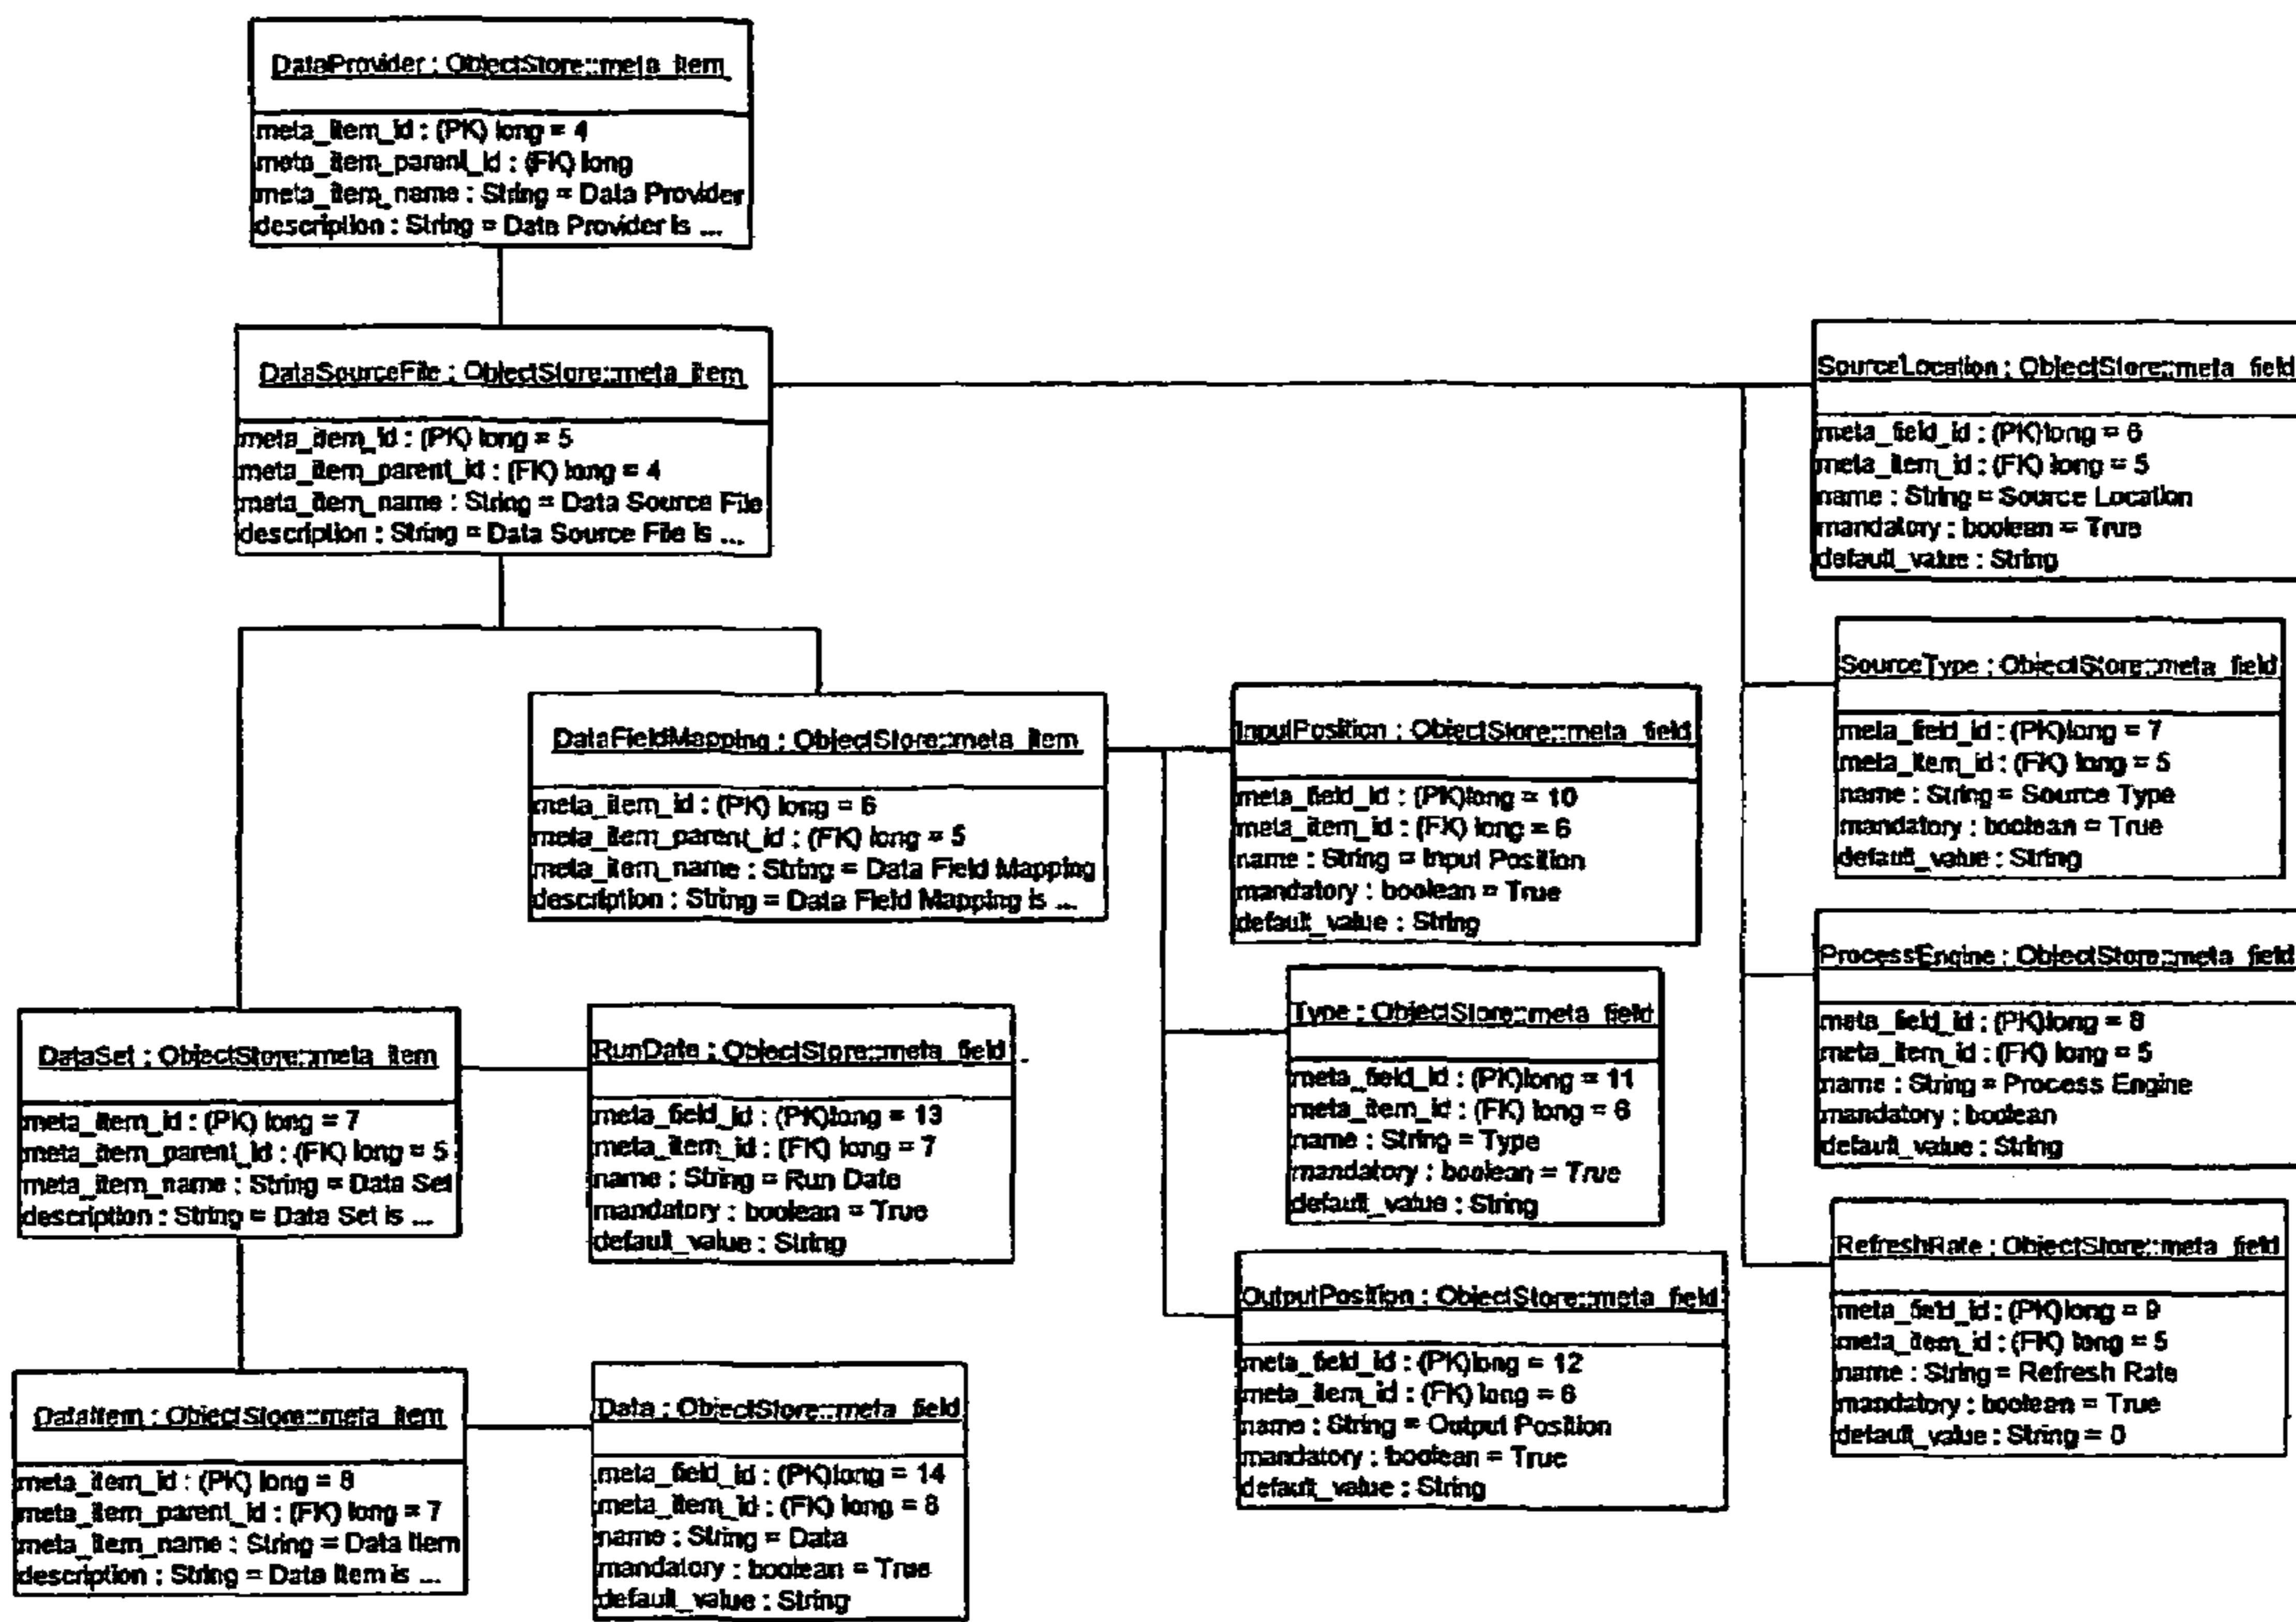 DataProvider : ObjectStore::meta_item
meta_item_id : (PK) long = 4
meta_item_parent_id : (FK) long
meta_item_name : String = Data Provider
description : String = Data Provider is ...
DataSourceFile : ObjectStore::meta_item
meta_item_id : (PK) long = 5
meta_item_parent_id : (FK) long = 4
meta_item_name : String = Data Source File
description : String = Data Source File is ...
SourceLocation : ObjectStore::meta_field
meta_field_id : (PK)long = 6
meta_item_id : (FK) long = 5
name : String = Source Location
mandatory : boolean = True
default_value : String
SourceType : ObjectStore::meta_field
meta_field_id : (PK)long = 7
meta_item_id : (FK) long = 5
name : String = Source Type
mandatory : boolean = True
default_value : String
DataFieldMapping : ObjectStore::meta_item
meta_item_id : (PK) long = 6
meta_item_parent_id : (FK) long = 5
meta_item_name : String = Data Field Mapping
description : String = Data Field Mapping is ...
InputPosition : ObjectStore::meta_field
meta_field_id : (PK)long = 10
meta_item_id : (FK) long = 6
name : String = Input Position
mandatory : boolean = True
default_value : String
ProcessEngine : ObjectStore::meta_field
meta_field_id : (PK)long = 8
meta_item_id : (FK) long = 5
name : String = Process Engine
mandatory : boolean
default_value : String
DataSet : ObjectStore::meta_item
meta_item_id : (PK) long = 7
meta_item_parent_id : (FK) long = 5
meta_item_name : String = Data Set
description : String = Data Set is ...
RunDate : ObjectStore::meta_field
meta_field_id : (PK)long = 13
meta_item_id : (FK) long = 7
name : String = Run Date
mandatory : boolean = True
default_value : String
Type : ObjectStore::meta_field
meta_field_id : (PK)long = 11
meta_item_id : (FK) long = 6
name : String = Type
mandatory : boolean = True
default_value : String
RefreshRate : ObjectStore::meta_field
meta_field_id : (PK)long = 9
meta_item_id : (FK) long = 5
name : String = Refresh Rate
mandatory : boolean = True
default_value : String = 0
OutputPosition : ObjectStore::meta_field
meta_field_id : (PK)long = 12
meta_item_id : (FK) long = 6
name : String = Output Position
mandatory : boolean = True
default_value : String
DataItem : ObjectStore::meta_item
meta_item_id : (PK) long = 8
meta_item_parent_id : (FK) long = 7
meta_item_name : String = Data Item
description : String = Data Item is ...
Data : ObjectStore::meta_field
meta_field_id : (PK)long = 14
meta_item_id : (FK) long = 8
name : String = Data
mandatory : boolean = True
default_value : String